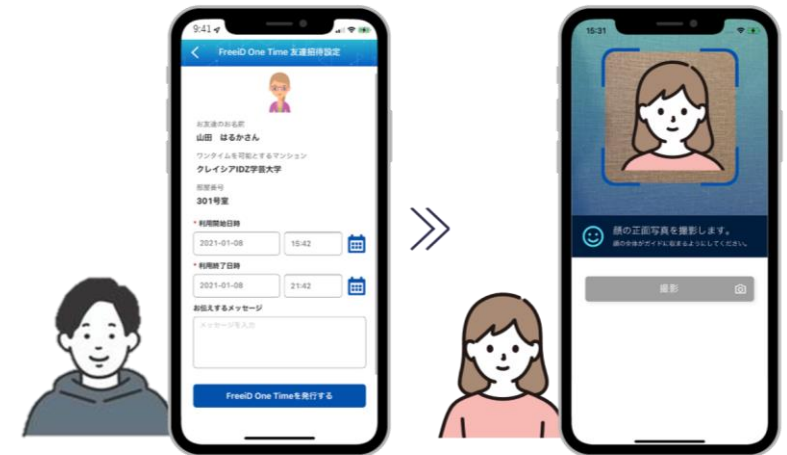 9:41
FreeiD One Time 友達招待設定
お友達のお名前
山田 はるかさん
ワンタイムを可能とするマンション
クレイシアIDZ学芸大学
部屋番号
301号室
* 利用開始日時
2021-01-08
15:42
* 利用終了日時
2021-01-08
21:42
お伝えするメッセージ
メッセージを入力
FreeiD One Timeを発行する
15:31
顔の正面写真を撮影します。
顔の全体がガイドに収まるようにしてください。
撮影